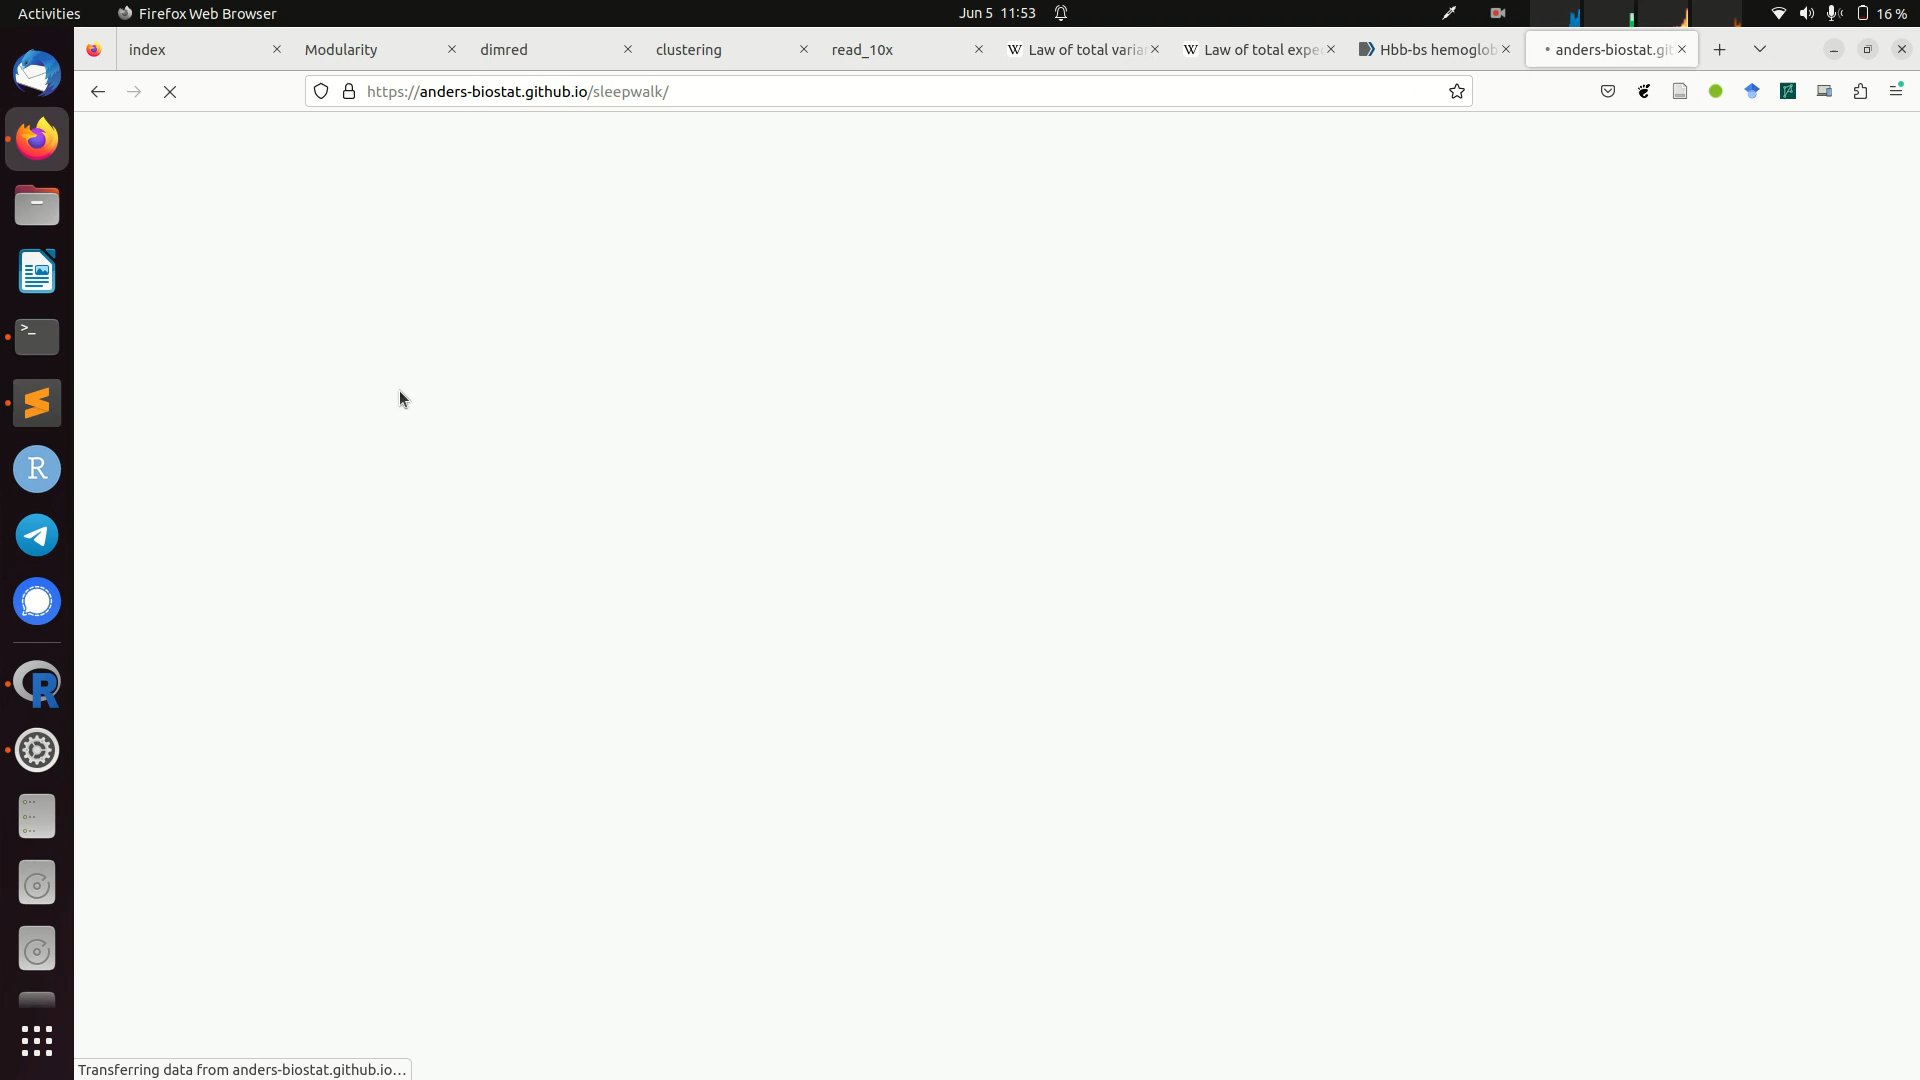 Activities Firefox Web Browser Jun 5 11:53 16 %
index Modularity dimred clustering read_10x Law of total varia Law of total expe Hbb-bs hemoglob anders-biostat.git
https://anders-biostat.github.io/sleepwalk/
Transferring data from anders-biostat.github.io…